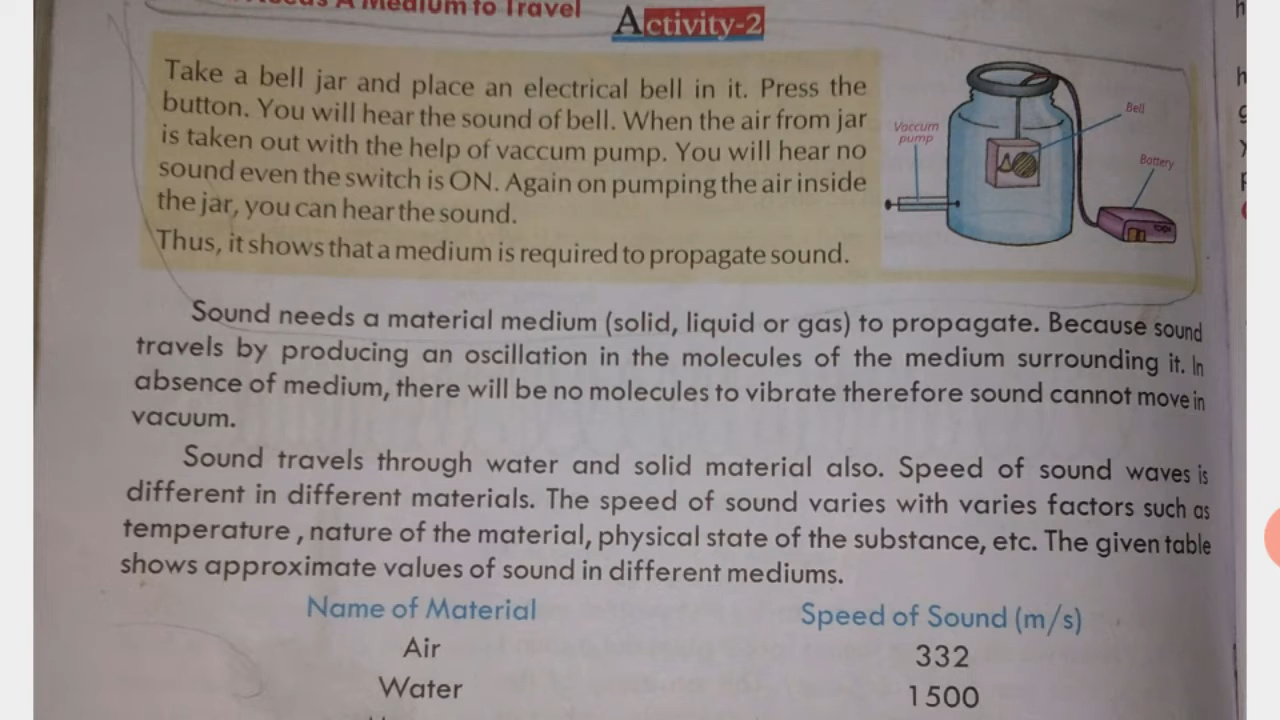 A Medium to Travel
Activity-2
Take a bell jar and place an electrical bell in it. Press the
button. You will hear the sound of bell. When the air from jar
is taken out with the help of vaccum pump. You will hear no
sound even the switch is ON. Again on pumping the air inside
the jar, you can hear the sound.
Thus, it shows that a medium is required to propagate sound.
Vaccum
pump
Bell
Battery
Sound needs a material medium (solid, liquid or gas) to propagate. Because sound
travels by producing an oscillation in the molecules of the medium surrounding it. In
absence of medium, there will be no molecules to vibrate therefore sound cannot move in
vacuum.
Sound travels through water and solid material also. Speed of sound waves is
different in different materials. The speed of sound varies with varies factors such as
temperature , nature of the material, physical state of the substance, etc. The given table
shows approximate values of sound in different mediums.
Name of Material Speed of Sound (m/s)
Air 332
Water 1500